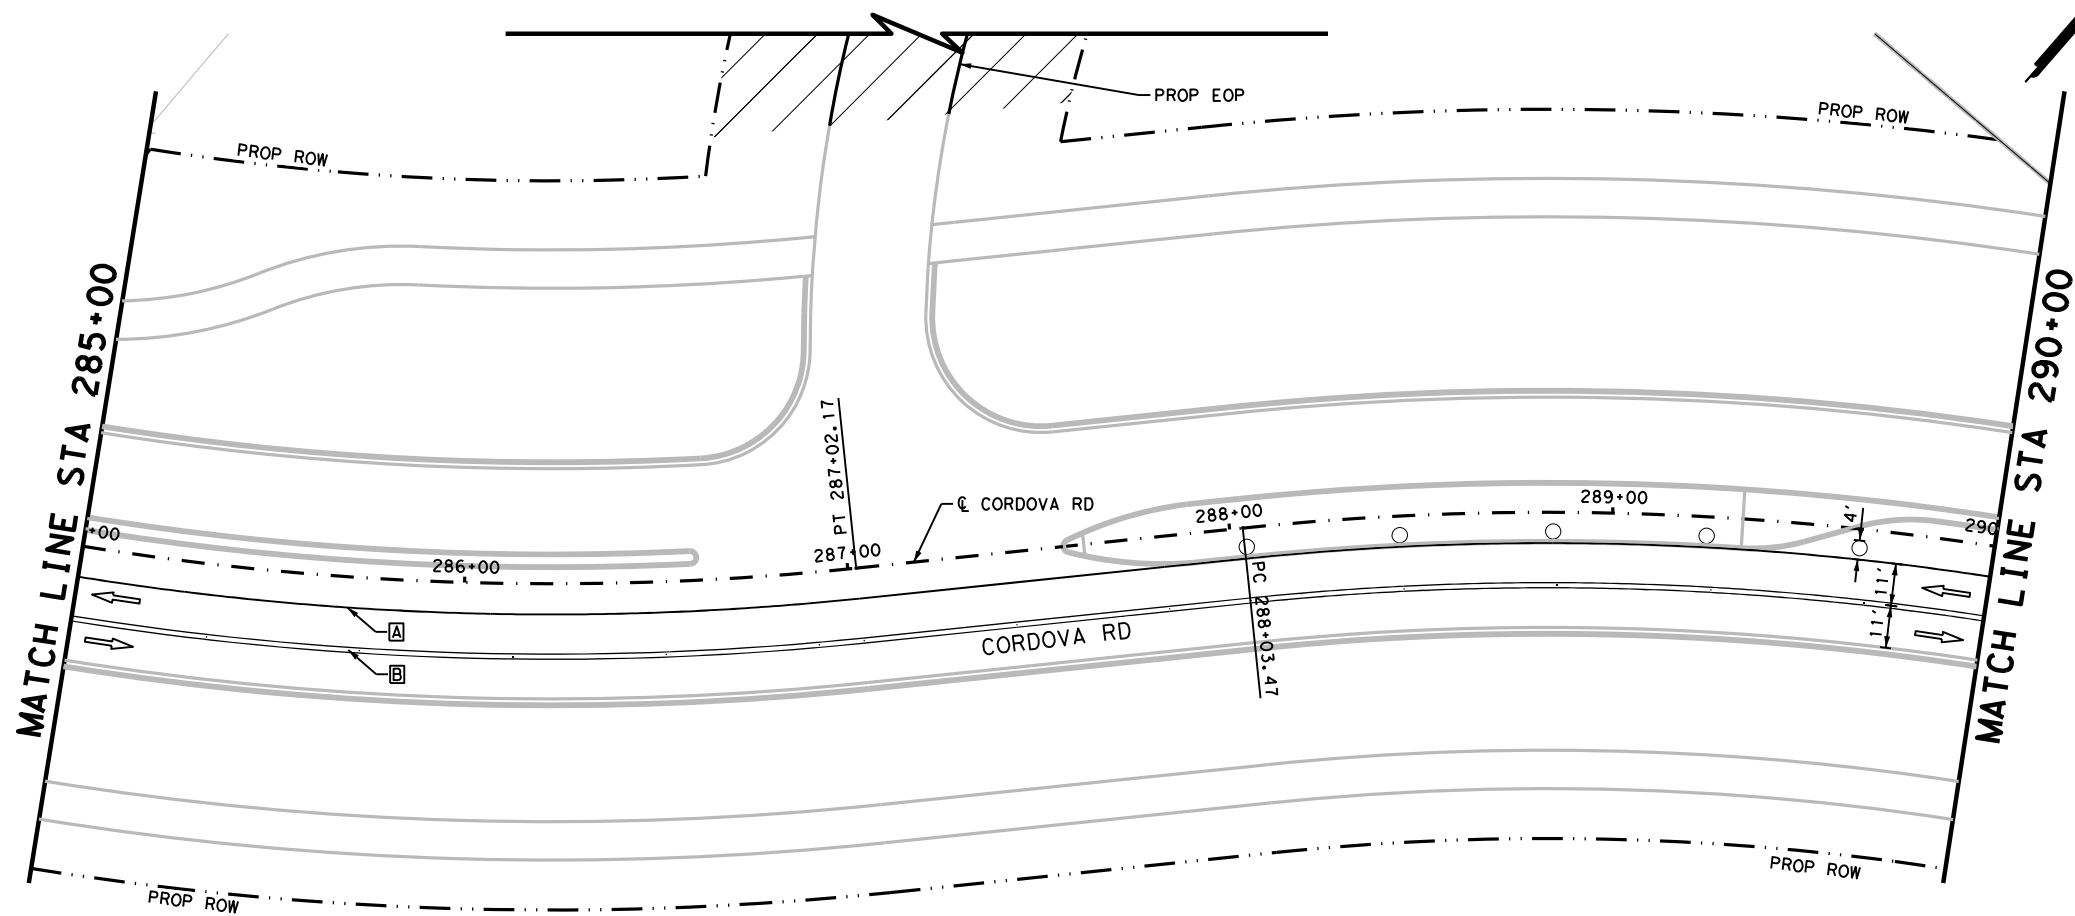 PROP EOP
PROP ROW
PROP ROW
MATCH LINE STA 285+00
MATCH LINE STA 290+00
PT 287+02.17
℄ CORDOVA RD
289+00
288+00
4'
290
+00
287+00
286+00
PC 288+03.47
11'
11'
A
B
CORDOVA RD
PROP ROW
PROP ROW